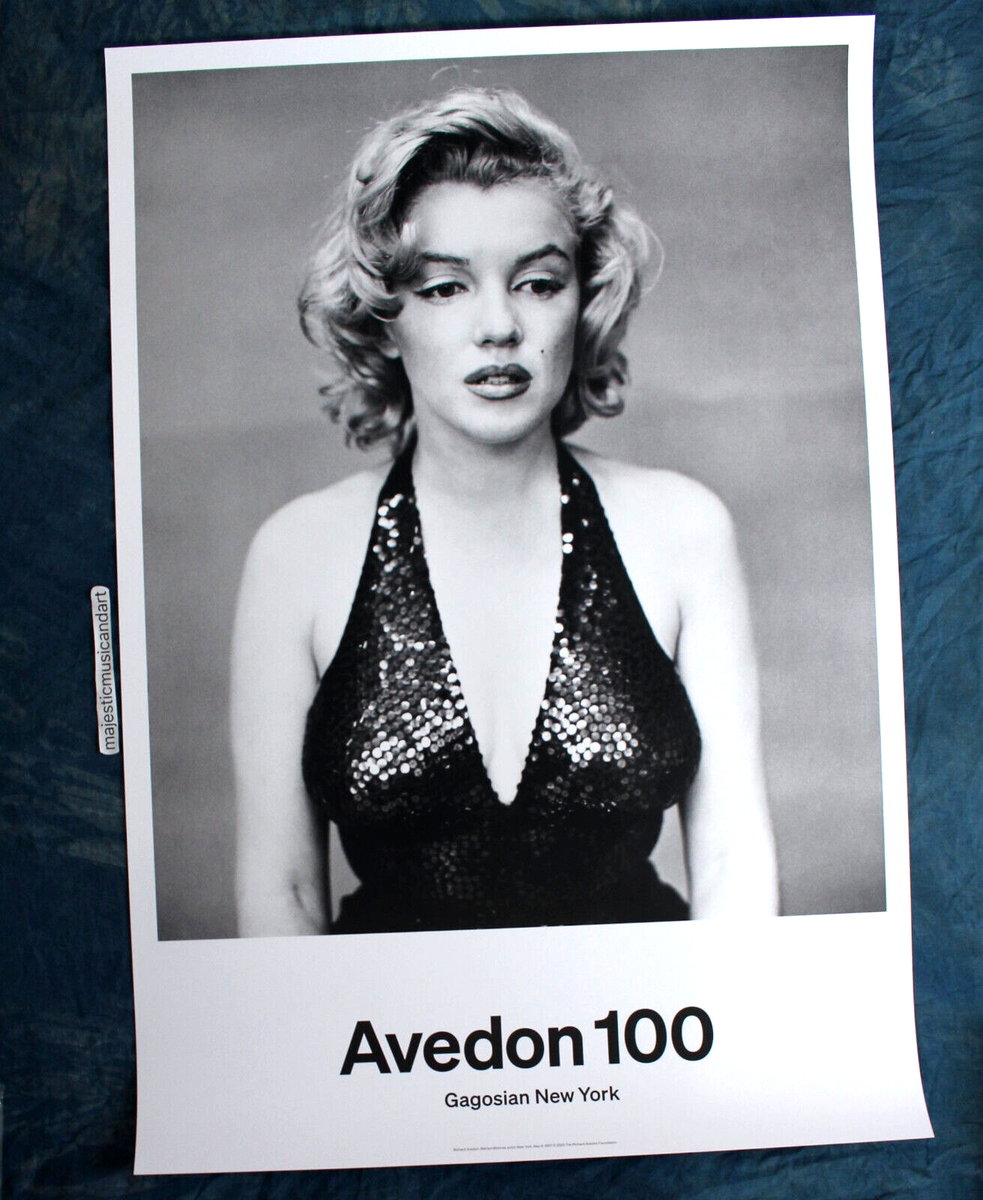 majesticmusicandart
Avedon 100
Gagosian New York